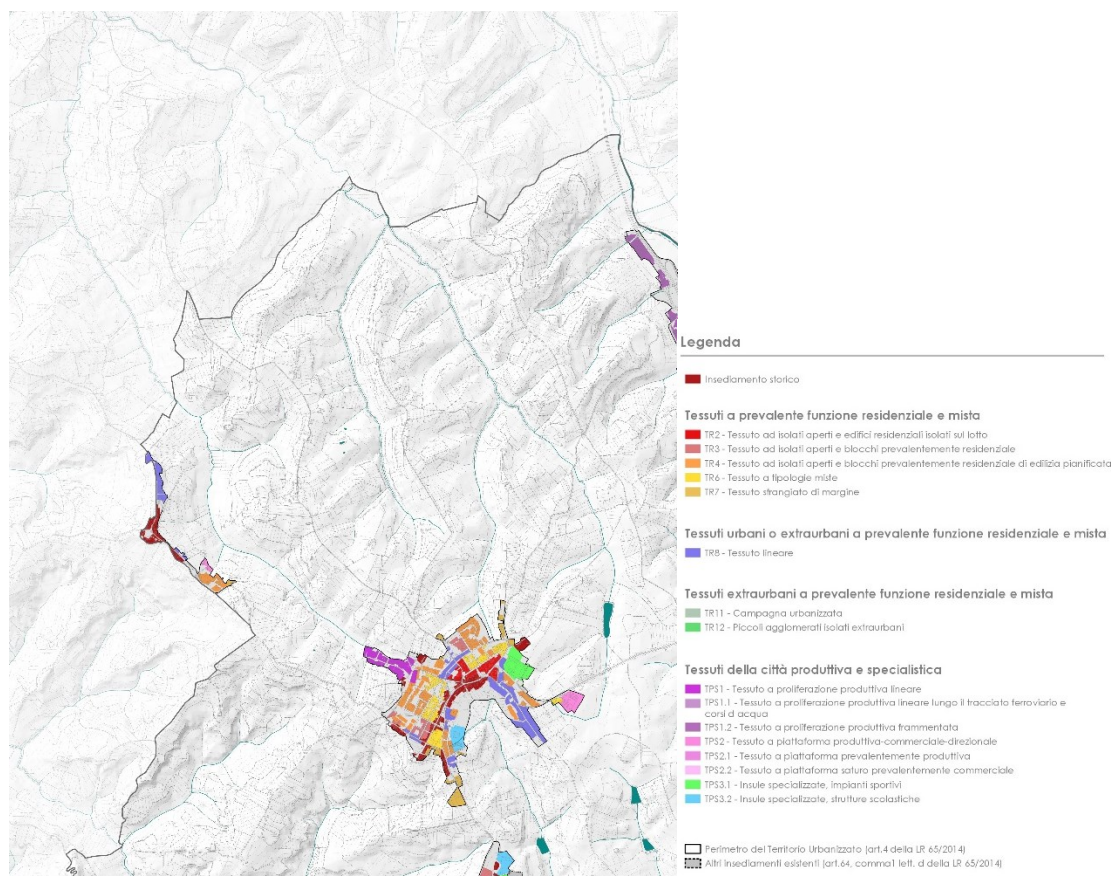 Legenda
Insediamento storico
Tessuti a prevalente funzione residenziale e mista
TR2 - Tessuto ad isolati aperti e edifici residenziali isolati sul lotto
TR3 - Tessuto ad isolati aperti e blocchi prevalentemente residenziale
TR4 - Tessuto ad isolati aperti e blocchi prevalentemente residenziale di edilizia pianificata
TR6 - Tessuto a tipologie miste
TR7 - Tessuto sfrangiato di margine
Tessuti urbani o extraurbani a prevalente funzione residenziale e mista
TR8 - Tessuto lineare
Tessuti extraurbani a prevalente funzione residenziale e mista
TR11 - Campagna urbanizzata
TR12 - Piccoli agglomerati isolati extraurbani
Tessuti della città produttiva e specialistica
TPS1 - Tessuto a proliferazione produttiva lineare
TPS1.1 - Tessuto a proliferazione produttiva lineare lungo il tracciato ferroviario e
corsi d acqua
TPS1.2 - Tessuto a proliferazione produttiva frammentata
TPS2 - Tessuto a piattaforma produttiva-commerciale-direzionale
TPS2.1 - Tessuto a piattaforma prevalentemente produttiva
TPS2.2 - Tessuto a piattaforma saturo prevalentemente commerciale
TPS3.1 - Insule specializzate, impianti sportivi
TPS3.2 - Insule specializzate, strutture scolastiche
Perimetro del Territorio Urbanizzato (art.4 della LR 65/2014)
Altri insediamenti esistenti (art.64, comma1 lett. d della LR 65/2014)